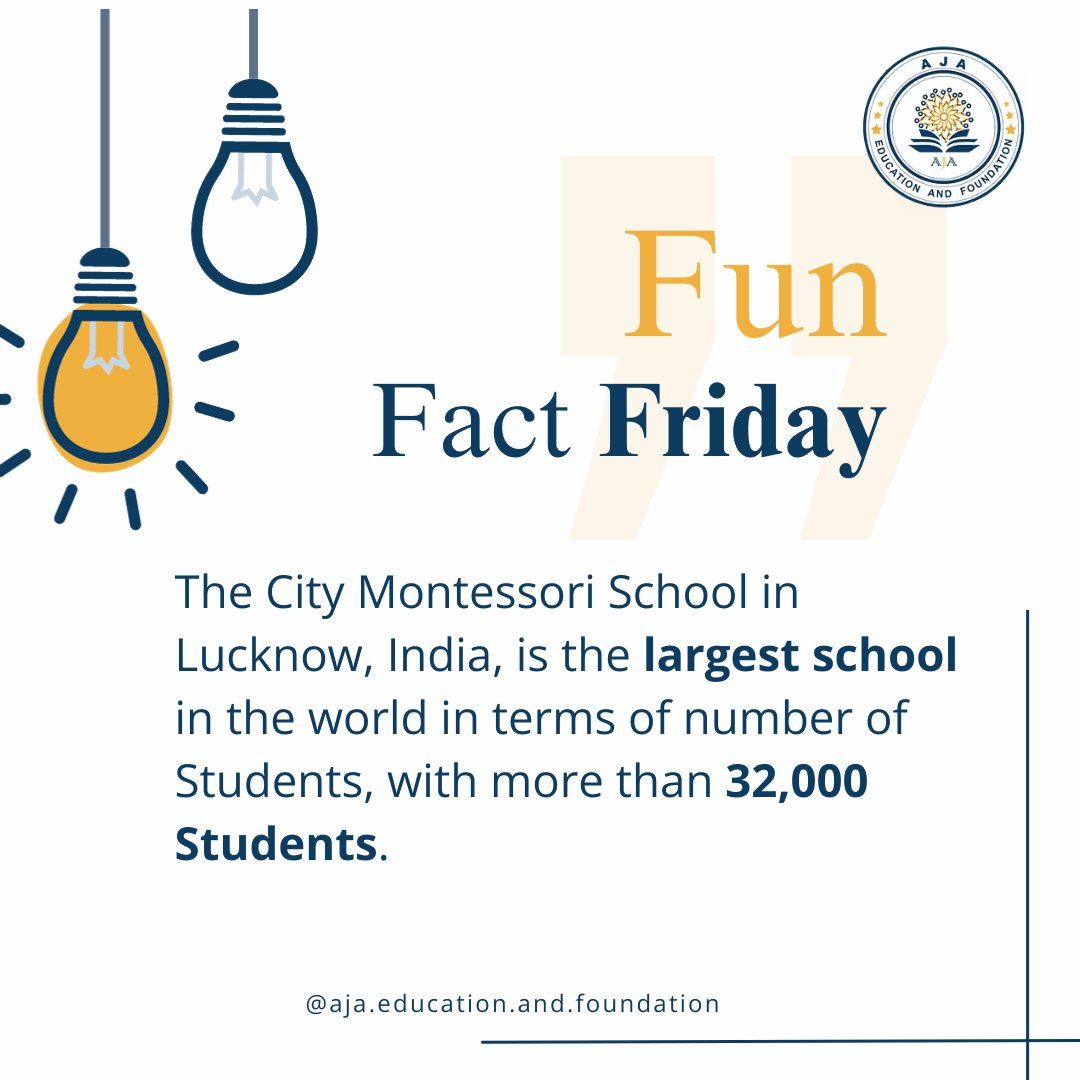 AJA
AJA
EDUCATION AND FOUNDATION
Fun
Fact Friday
The City Montessori School in
Lucknow, India, is the largest school
in the world in terms of number of
Students, with more than 32,000
Students.
@aja.education.and.foundation